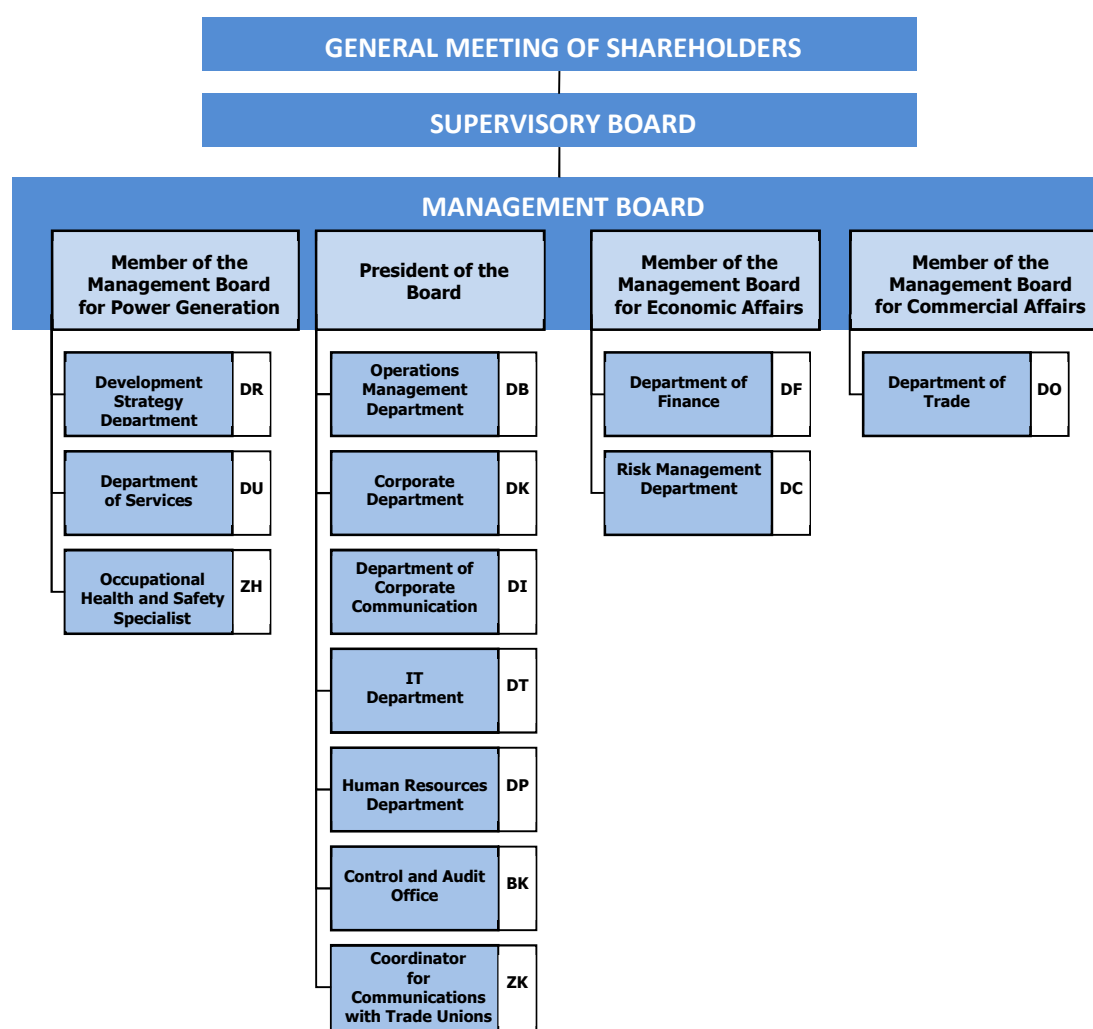 GENERAL MEETING OF SHAREHOLDERS
SUPERVISORY BOARD
MANAGEMENT BOARD
Member of the
Management Board
for Power Generation
President of the
Board
Member of the
Management Board
for Economic Affairs
Member of the
Management Board
for Commercial Affairs
Development
Strategy
Department
DR
Department
of Services
DU
Occupational
Health and Safety
Specialist
ZH
Operations
Management
Department
DB
Corporate
Department
DK
Department of
Corporate
Communication
DI
IT
Department
DT
Human Resources
Department
DP
Control and Audit
Office
BK
Coordinator
for
Communications
with Trade Unions
ZK
Department of
Finance
DF
Risk Management
Department
DC
Department of
Trade
DO